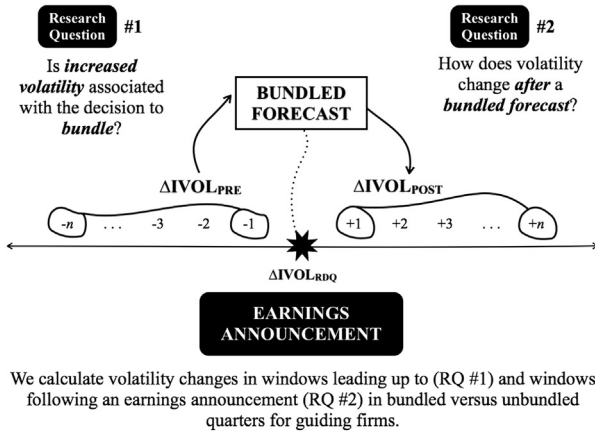 Research
Question
#1
Is increased
volatility associated
with the decision to
bundle?
Research
Question
#2
How does volatility
change after a
bundled forecast?
BUNDLED
FORECAST
ΔIVOLPRE
ΔIVOLPOST
-n ... -3 -2 -1 +1 +2 +3 ... +n
ΔIVOLRDQ
EARNINGS
ANNOUNCEMENT
We calculate volatility changes in windows leading up to (RQ #1) and windows
following an earnings announcement (RQ #2) in bundled versus unbundled
quarters for guiding firms.